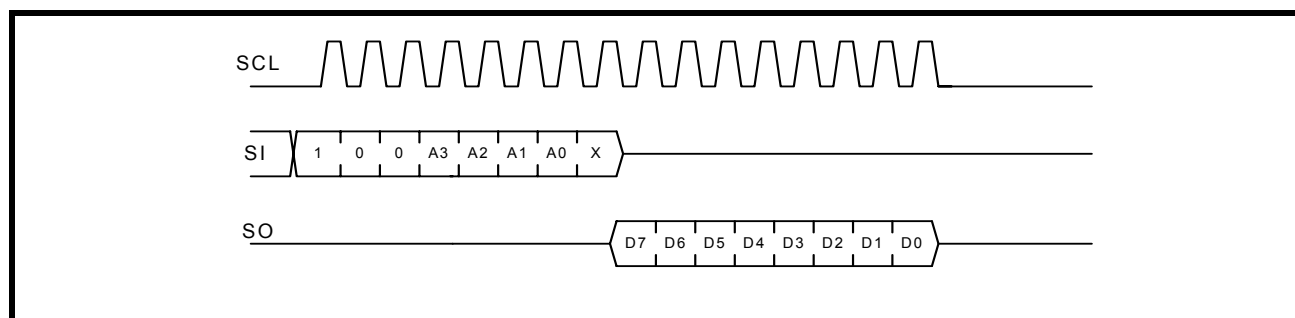 SCL
SI 1 0 0 A3 A2 A1 A0 X
SO D7 D6 D5 D4 D3 D2 D1 D0